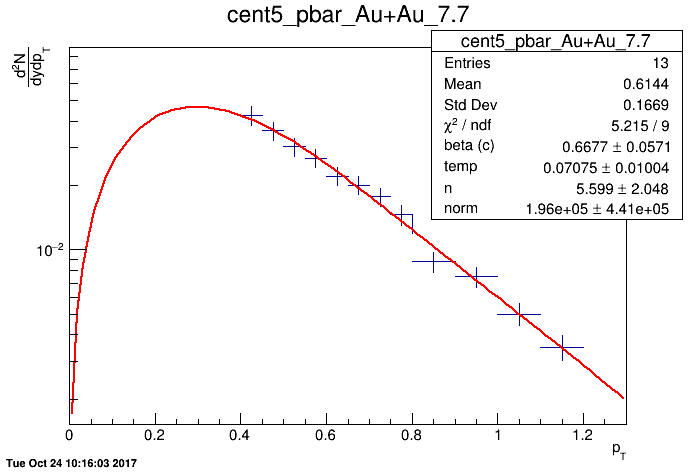 cent5_pbar_Au+Au_7.7
d²N
dydp_T
cent5_pbar_Au+Au_7.7
Entries 13
Mean 0.6144
Std Dev 0.1669
χ² / ndf 5.215 / 9
beta (c) 0.6677 ± 0.0571
temp 0.07075 ± 0.01004
n 5.599 ± 2.048
norm 1.96e+05 ± 4.41e+05
10⁻²
0 0.2 0.4 0.6 0.8 1 1.2
p_T
Tue Oct 24 10:16:03 2017